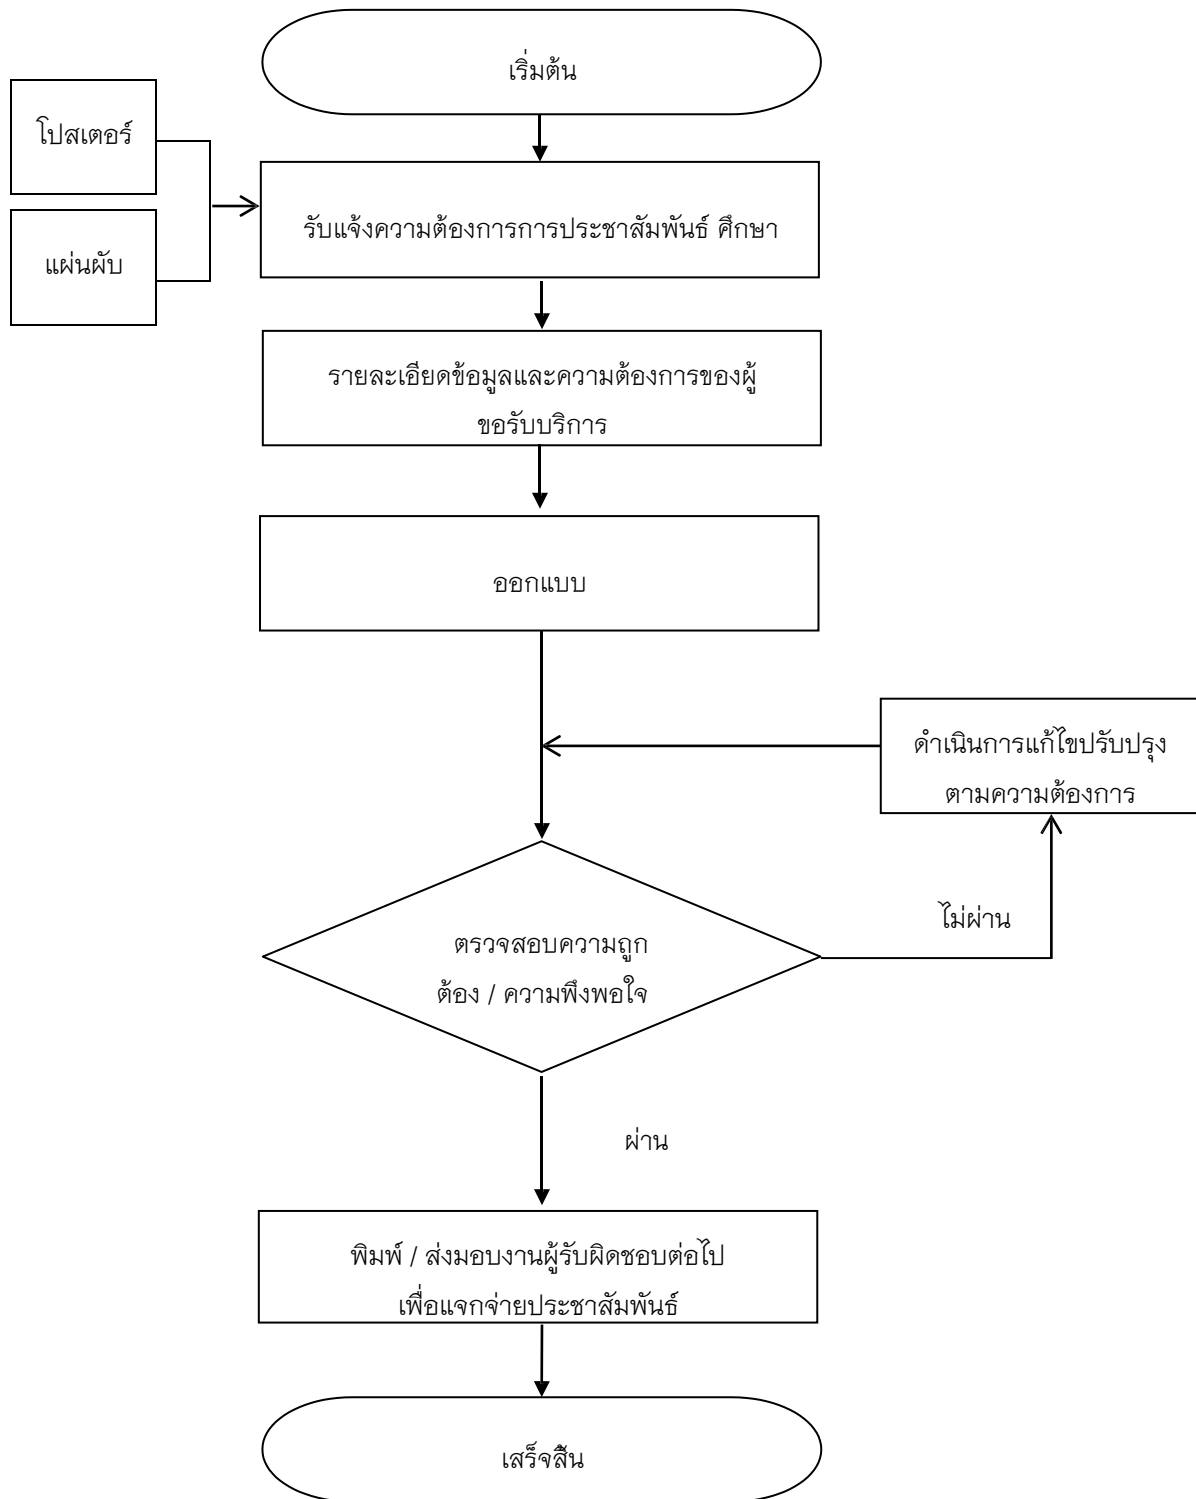 เริ่มต้น
โปสเตอร์
แผ่นผับ
รับแจ้งความต้องการการประชาสัมพันธ์ ศึกษา
รายละเอียดข้อมูลและความต้องการของผู้
ขอรับบริการ
ออกแบบ
ดำเนินการแก้ไขปรับปรุง
ตามความต้องการ
ไม่ผ่าน
ตรวจสอบความถูก
ต้อง / ความพึงพอใจ
ผ่าน
พิมพ์ / ส่งมอบงานผู้รับผิดชอบต่อไป
เพื่อแจกจ่ายประชาสัมพันธ์
เสร็จสิ้น